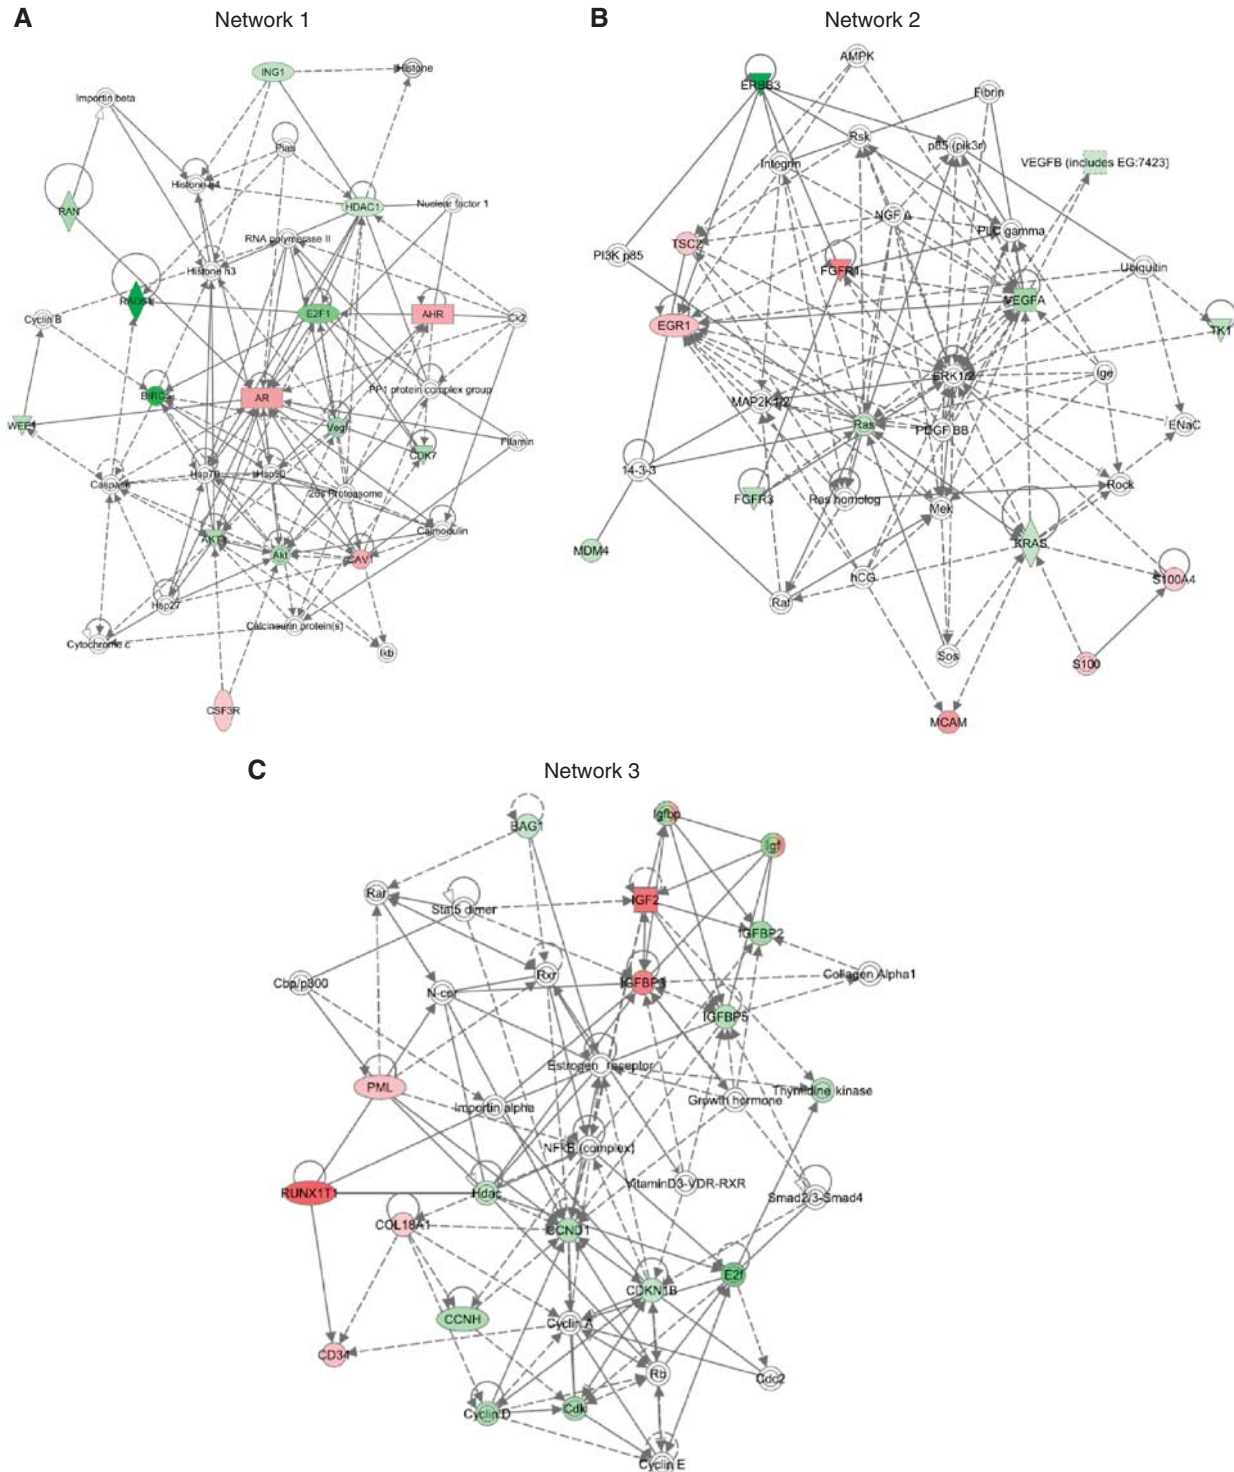 A
Network 1
B
Network 2
ING1
Histone
Importin beta
Pias
Histone h4
RAN
HDAC1
Nuclear factor 1
RNA polymerase II
Histone h3
RAD51
E2F1
AHR
Cyclin B
Ck2
PP1 protein complex group
BIRC5
AR
WEE1
Vegf
Filamin
CDK7
Hsp70
Hsp90
Caspase
26s Proteasome
Calmodulin
AKT1
Akt
CAV1
Hsp27
Calcineurin protein(s)
Cytochrome c
Ikb
CSF3R
AMPK
ERBB3
Fibrin
Rsk
p85 (pik3r)
Integrin
VEGFB (includes EG:7423)
NGF A
PLC gamma
TSC2
PI3K p85
FGFR1
Ubiquitin
VEGFA
EGR1
TK1
ERK1/2
Ige
MAP2K1/2
Ras
PDGF BB
ENaC
14-3-3
Rock
FGFR3
Ras homolog
Mek
MDM4
KRAS
hCG
S100A4
Raf
Sos
S100
MCAM
C
Network 3
BAG1
Igfbp
Igf
Rar
Stat5 dimer
IGF2
IGFBP2
Rxr
Collagen Alpha1
Cbp/p300
N-cor
IGFBP3
IGFBP5
Estrogen receptor
PML
Thymidine kinase
Growth hormone
Importin alpha
NFkB (complex)
VitaminD3-VDR-RXR
RUNX1T1
Hdac
Smad2/3-Smad4
COL18A1
CCND1
E2f
CDKN1B
CCNH
Cyclin A
CD34
Rb
Cdc2
Cyclin D
Cdk
Cyclin E